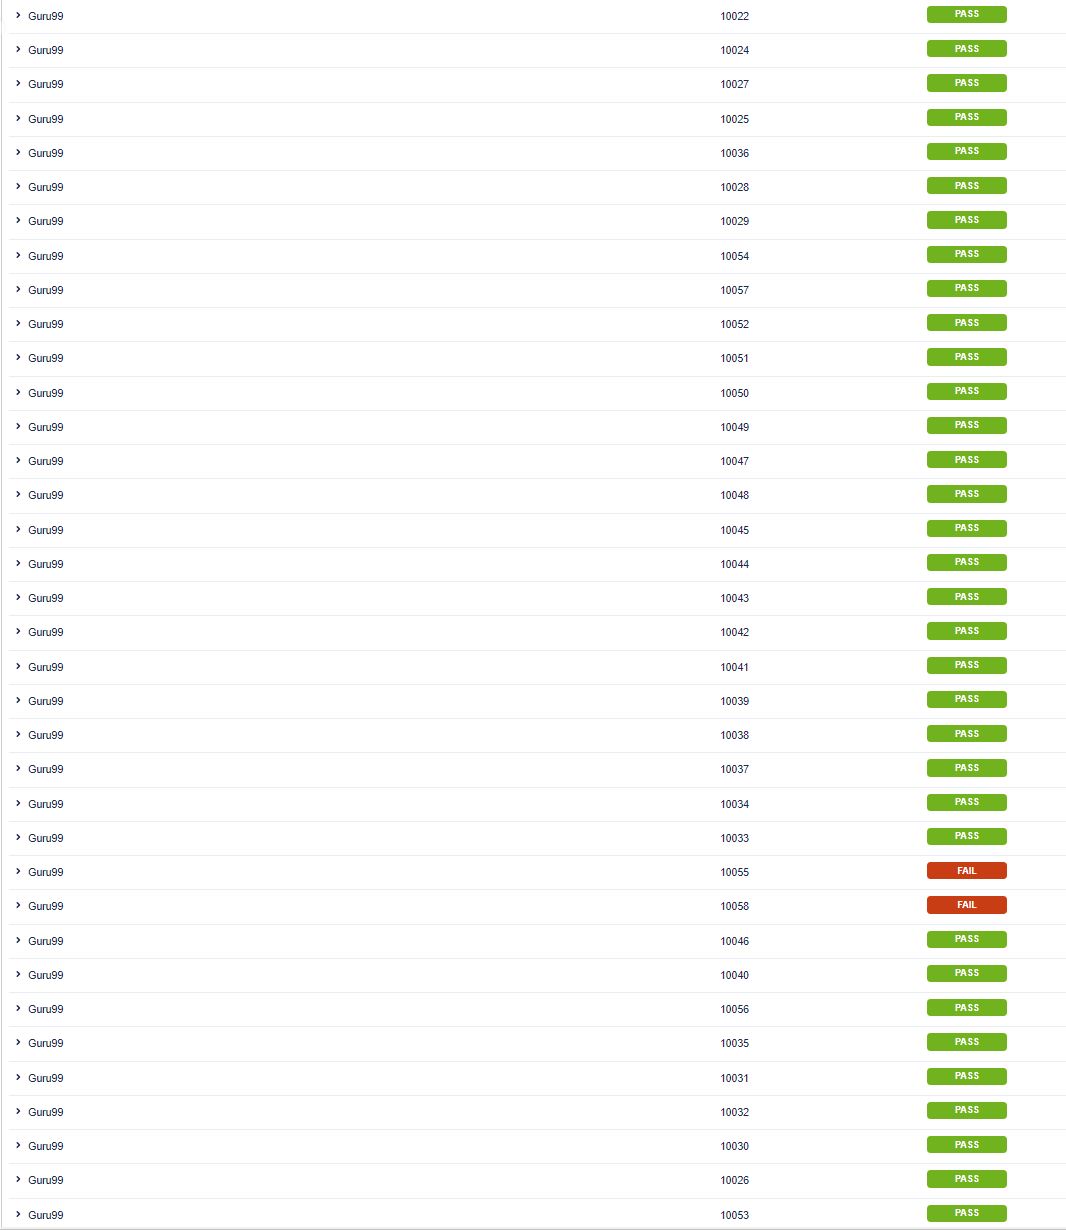 Guru99 10022 PASS
Guru99 10024 PASS
Guru99 10027 PASS
Guru99 10025 PASS
Guru99 10036 PASS
Guru99 10028 PASS
Guru99 10029 PASS
Guru99 10054 PASS
Guru99 10057 PASS
Guru99 10052 PASS
Guru99 10051 PASS
Guru99 10050 PASS
Guru99 10049 PASS
Guru99 10047 PASS
Guru99 10048 PASS
Guru99 10045 PASS
Guru99 10044 PASS
Guru99 10043 PASS
Guru99 10042 PASS
Guru99 10041 PASS
Guru99 10039 PASS
Guru99 10038 PASS
Guru99 10037 PASS
Guru99 10034 PASS
Guru99 10033 PASS
Guru99 10055 FAIL
Guru99 10058 FAIL
Guru99 10046 PASS
Guru99 10040 PASS
Guru99 10056 PASS
Guru99 10035 PASS
Guru99 10031 PASS
Guru99 10032 PASS
Guru99 10030 PASS
Guru99 10026 PASS
Guru99 10053 PASS